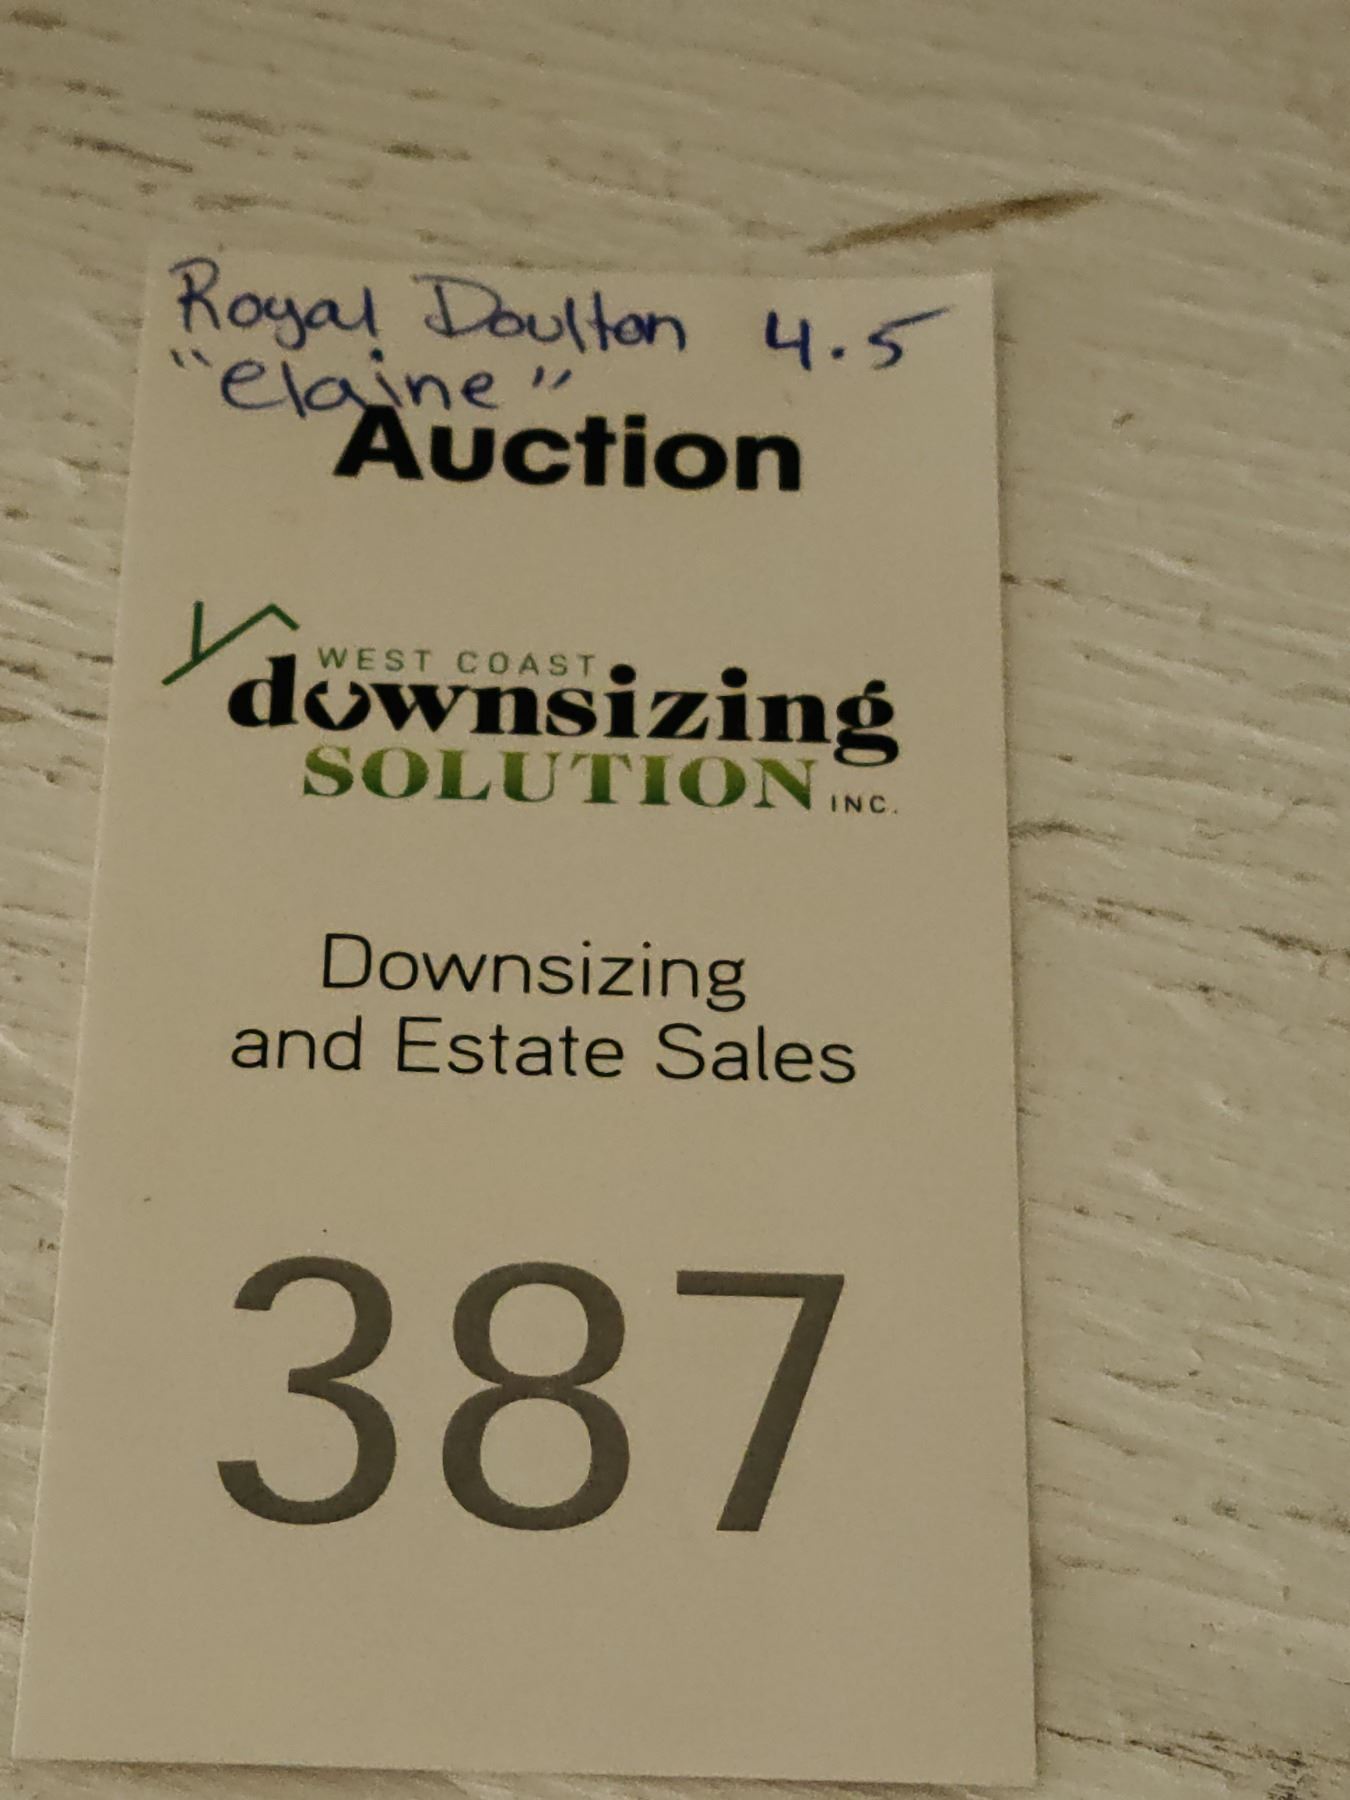 Royal Doulton 4.5
"elaine"
Auction
WEST COAST
downsizing
SOLUTION INC.
Downsizing
and Estate Sales
387